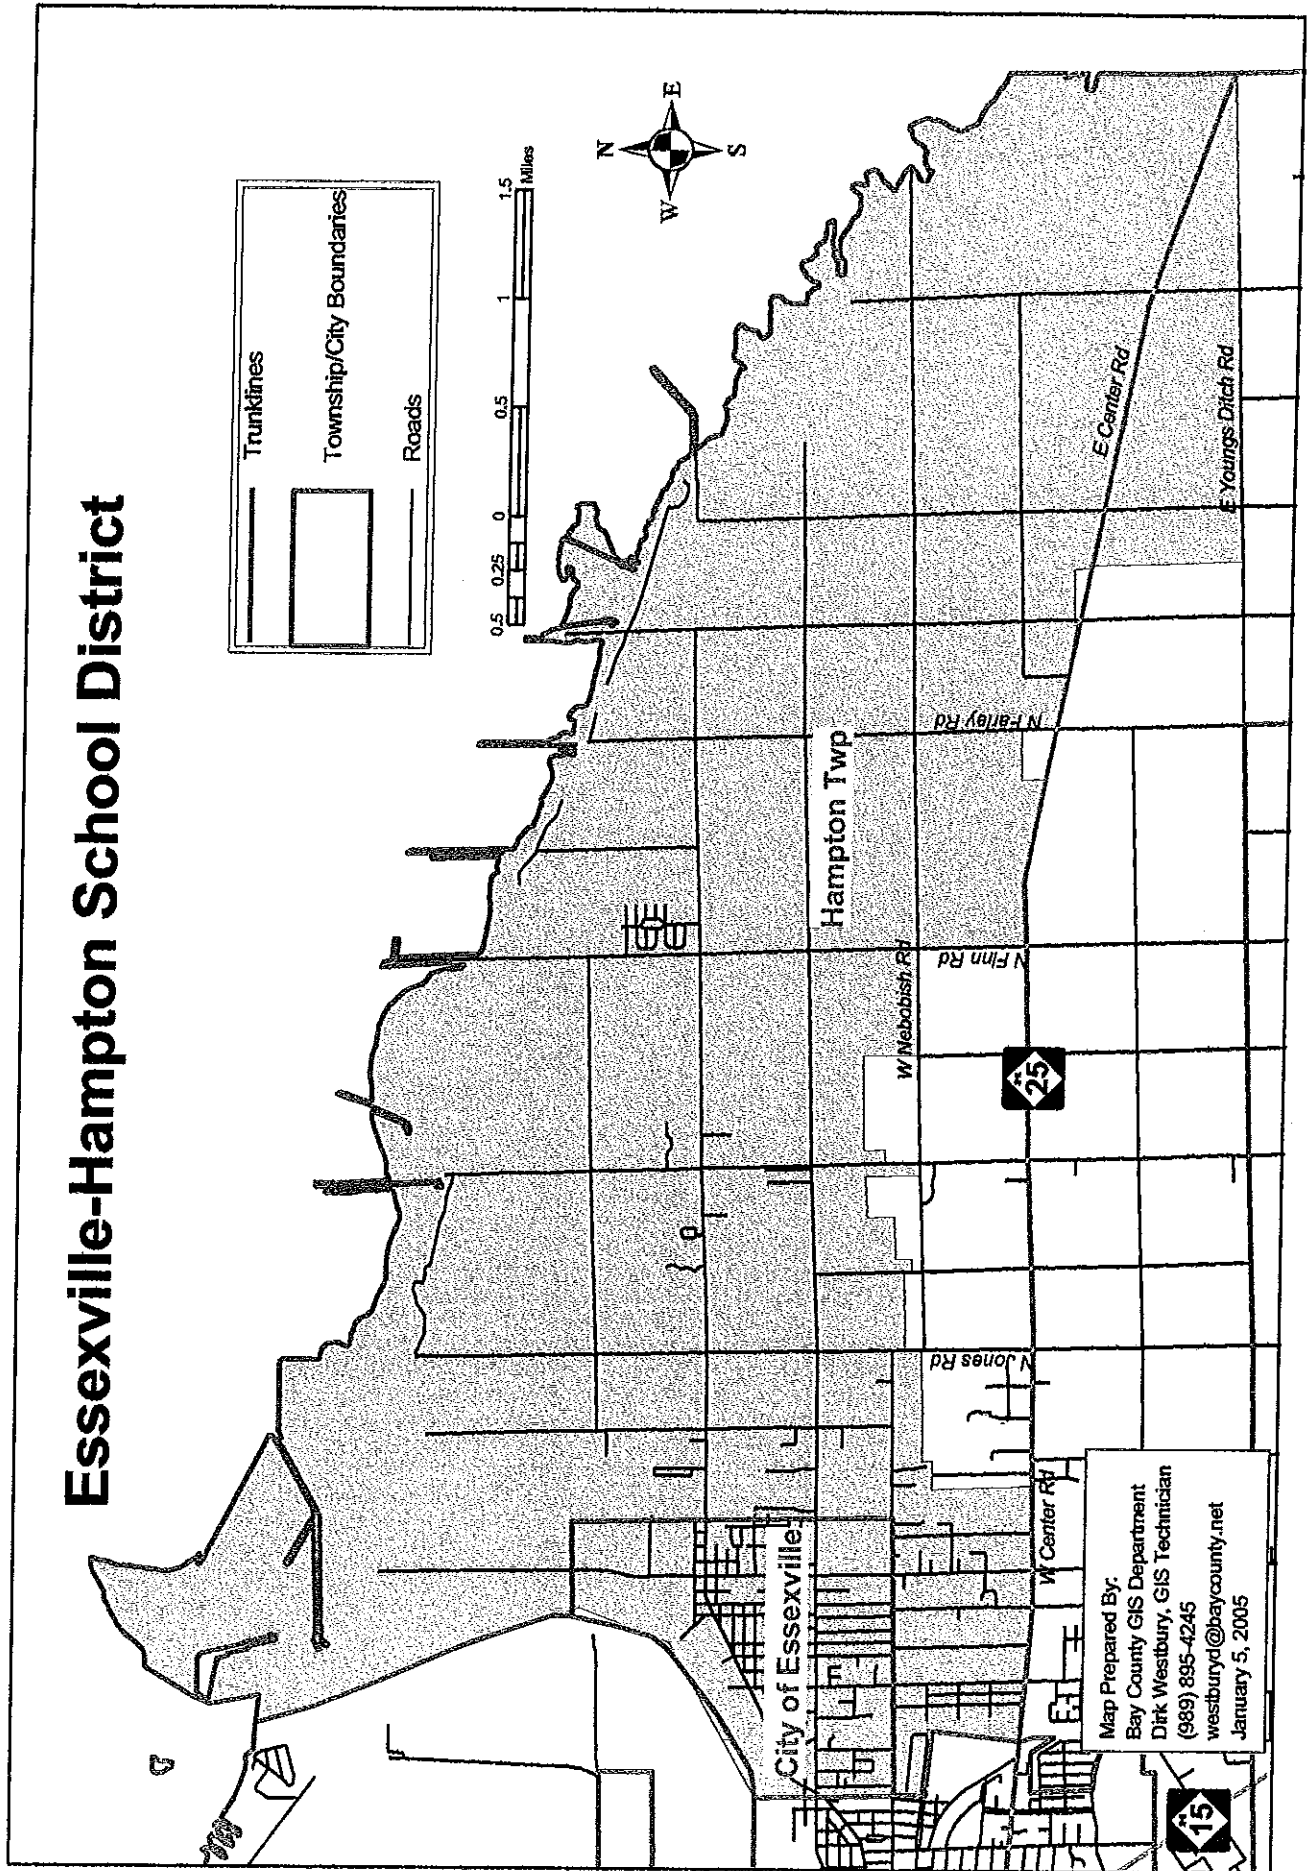 Essexville-Hampton School District
Trunklines
Township/City Boundaries
Roads
0.5 0.25 0 0.5 1 1.5
Miles
N
W E
S
City of Essexville
Hampton Twp
W Nebobish Rd
N Jones Rd
N Finn Rd
N Farley Rd
W Center Rd
E Center Rd
E Youngs Ditch Rd
M
25
M
15
Map Prepared By:
Bay County GIS Department
Dirk Westbury, GIS Technician
(989) 895-4245
westburyd@baycounty.net
January 5, 2005